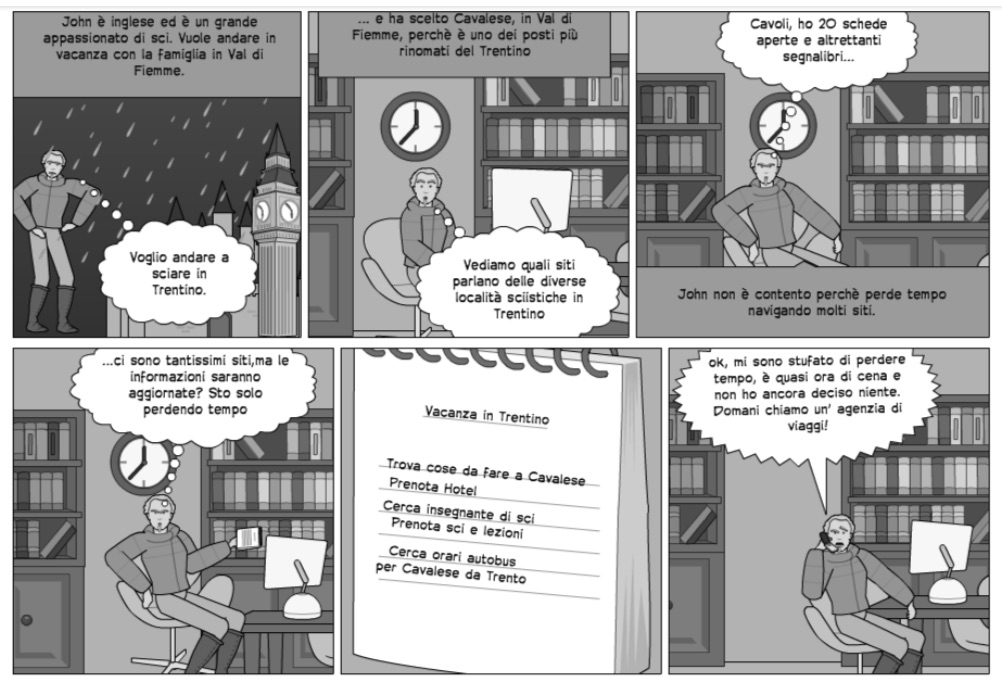 John è inglese ed è un grande
appassionato di sci. Vuole andare in
vacanza con la famiglia in Val di
Fiemme.
Voglio andare a
sciare in
Trentino.
... e ha scelto Cavalese, in Val di
Fiemme, perchè è uno dei posti più
rinomati del Trentino
Vediamo quali siti
parlano delle diverse
località sciistiche in
Trentino
Cavoli, ho 20 schede
aperte e altrettanti
segnalibri...
John non è contento perchè perde tempo
navigando molti siti.
...ci sono tantissimi siti,ma le
informazioni saranno
aggiornate? Sto solo
perdendo tempo
Vacanza in Trentino
Trova cose da fare a Cavalese
Prenota Hotel
Cerca insegnante di sci
Prenota sci e lezioni
Cerca orari autobus
per Cavalese da Trento
ok, mi sono stufato di perdere
tempo, è quasi ora di cena e
non ho ancora deciso niente.
Domani chiamo un' agenzia di
viaggi!